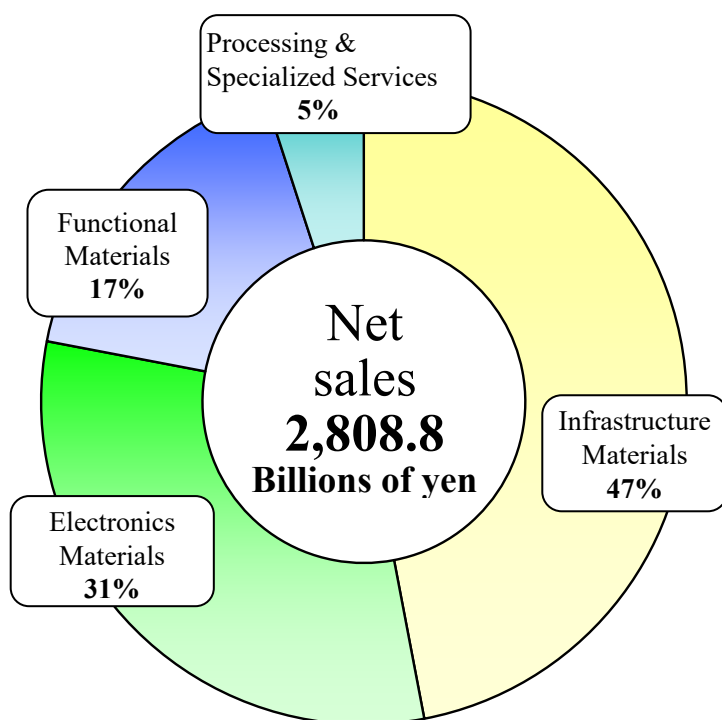 Processing &
Specialized Services
5%
Functional
Materials
17%
Net
sales
2,808.8
Billions of yen
Infrastructure
Materials
47%
Electronics
Materials
31%